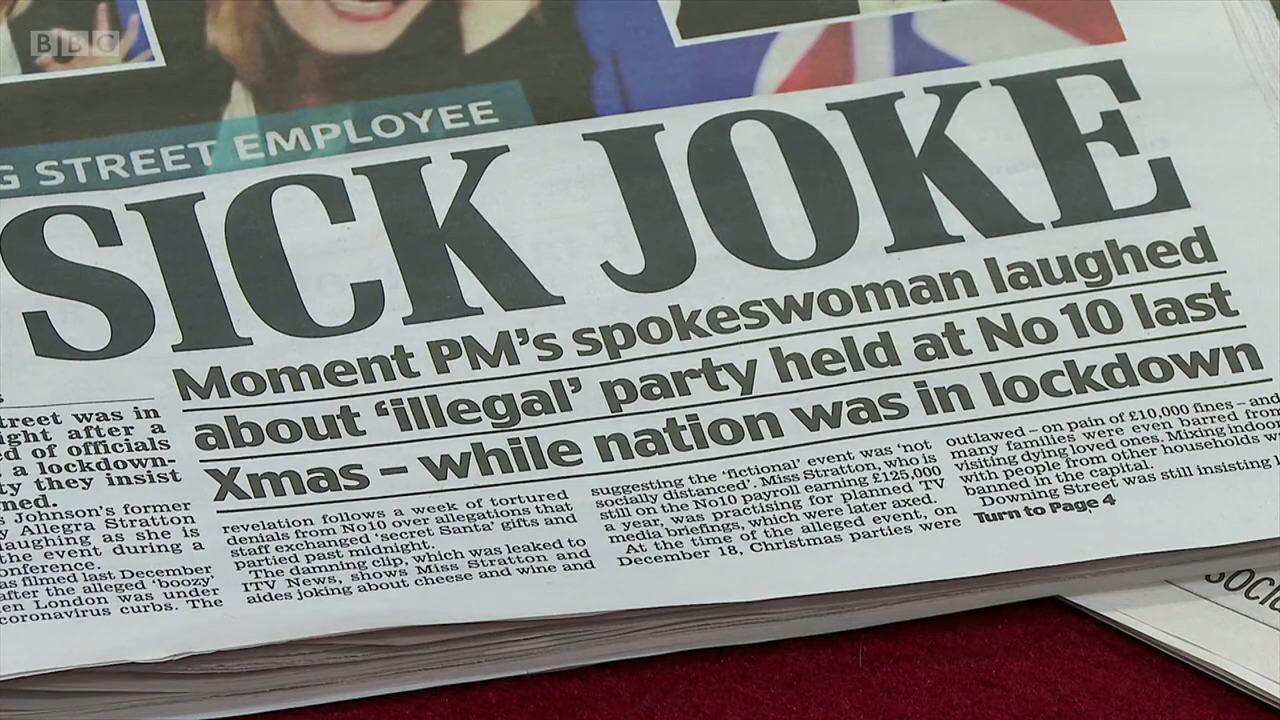 BBC
G STREET EMPLOYEE
SICK JOKE
Moment PM's spokeswoman laughed
about 'illegal' party held at No 10 last
Xmas – while nation was in lockdown
treet was in
ight after a
ed of officials
a lockdown-
ty they insist
ned.
s Johnson's former
y Allegra Stratton
laughing as she is
the event during a
onference.
as filmed last December
after the alleged 'boozy,
en London was under
coronavirus curbs. The
revelation follows a week of tortured
denials from No10 over allegations that
staff exchanged 'secret Santa' gifts and
partied past midnight.
The damning clip, which was leaked to
ITV News, shows Miss Stratton and
aides joking about cheese and wine and
suggesting the 'fictional' event was 'not
socially distanced'. Miss Stratton, who is
still on the No10 payroll earning £125,000
a year, was practising for planned TV
media briefings, which were later axed.
At the time of the alleged event, on
December 18, Christmas parties were
outlawed – on pain of £10,000 fines – and
many families were even barred from
visiting dying loved ones. Mixing indoor
with people from other households w
banned in the capital.
Downing Street was still insisting
Turn to Page 4
SOCI